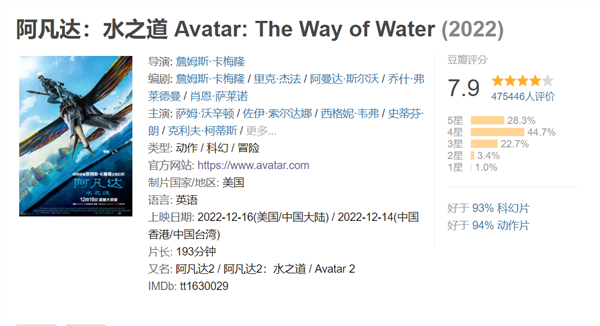 阿凡达：水之道 Avatar: The Way of Water (2022)
导演: 詹姆斯·卡梅隆
编剧: 詹姆斯·卡梅隆 / 里克·杰法 / 阿曼达·斯尔沃 / 乔什·弗
莱德曼 / 肖恩·萨莱诺
主演: 萨姆·沃辛顿 / 佐伊·索尔达娜 / 西格妮·韦弗 / 史蒂芬·
朗 / 克利夫·柯蒂斯 / 更多...
类型: 动作 / 科幻 / 冒险
官方网站: https://www.avatar.com
制片国家/地区: 美国
语言: 英语
上映日期: 2022-12-16(美国/中国大陆) / 2022-12-14(中国
香港/中国台湾)
片长: 193分钟
又名: 阿凡达2 / 阿凡达2：水之道 / Avatar 2
IMDb: tt1630029
阿凡达
水之道
12月16日
豆瓣评分
7.9
475446人评价
5星 28.3%
4星 44.7%
3星 22.7%
2星 3.4%
1星 1.0%
好于 93% 科幻片
好于 94% 动作片